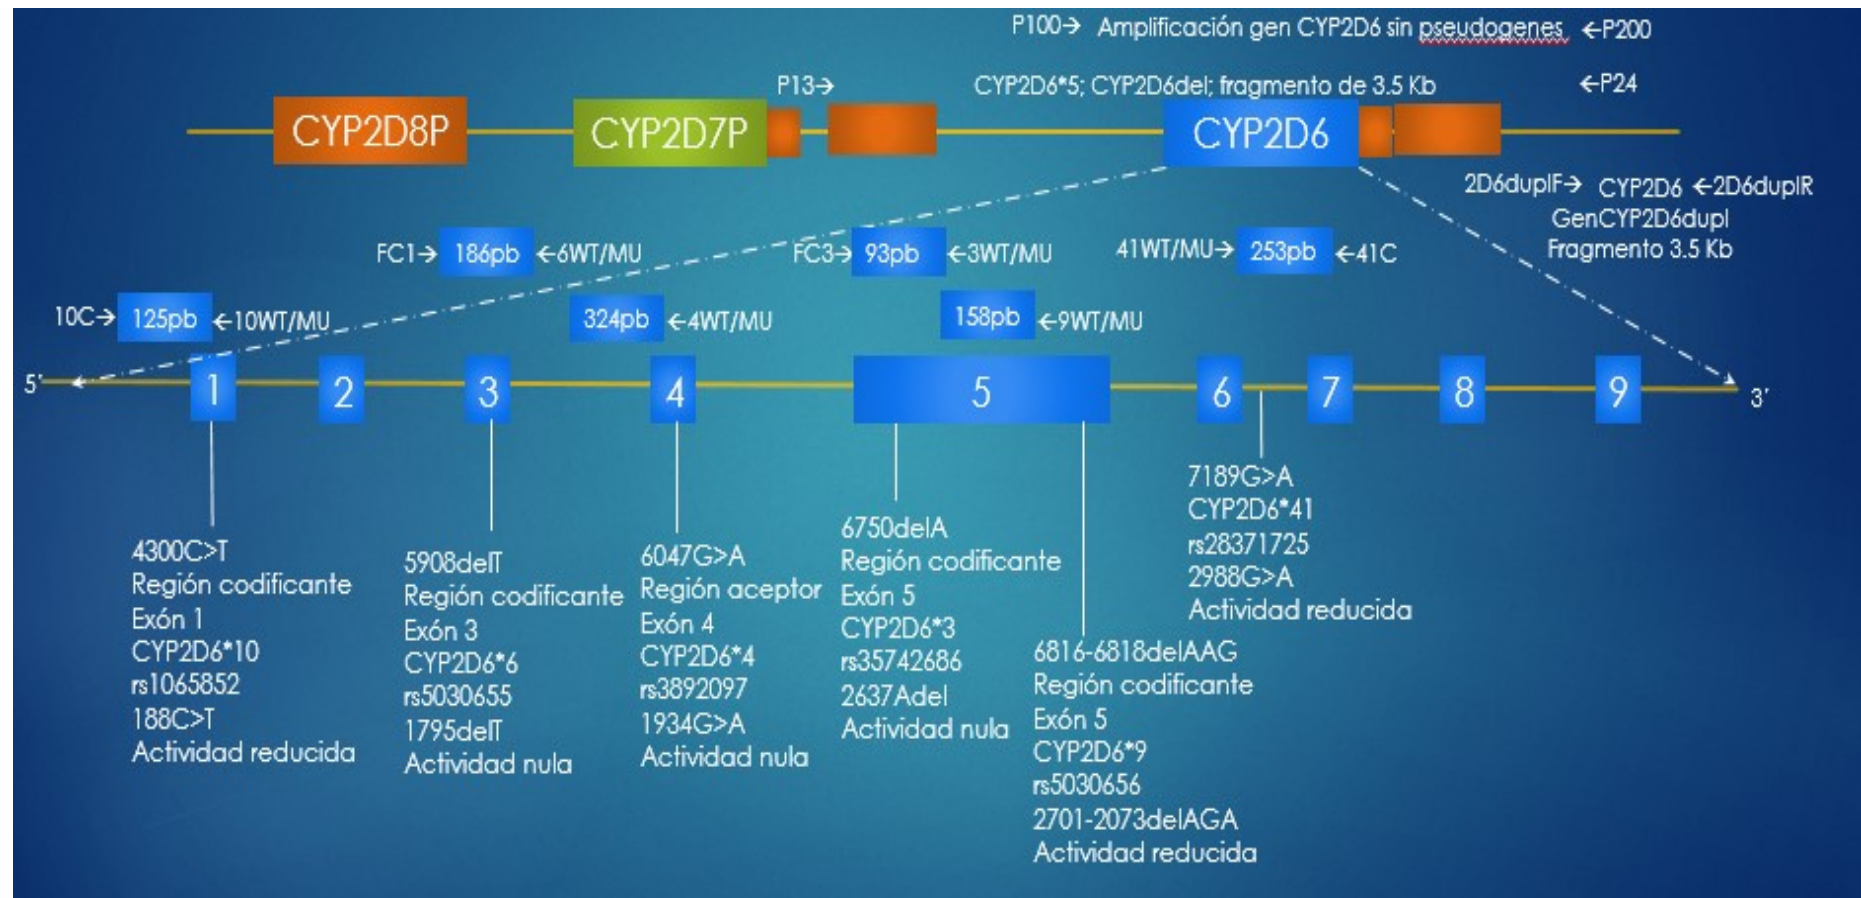 P100→ Amplificación gen CYP2D6 sin pseudogenes ←P200
P13→ CYP2D6*5; CYP2D6del; fragmento de 3.5 Kb ←P24
CYP2D8P CYP2D7P CYP2D6
2D6duplF→ CYP2D6 ←2D6duplR
GenCYP2D6dupl
Fragmento 3.5 Kb
FC1→ 186pb ←6WT/MU FC3→ 93pb ←3WT/MU 41WT/MU→ 253pb ←41C
10C→ 125pb ←10WT/MU 324pb ←4WT/MU 158pb ←9WT/MU
5' 1 2 3 4 5 6 7 8 9 3'
4300C>T
Región codificante
Exón 1
CYP2D6*10
rs1065852
188C>T
Actividad reducida
5908delT
Región codificante
Exón 3
CYP2D6*6
rs5030655
1795delT
Actividad nula
6047G>A
Región aceptor
Exón 4
CYP2D6*4
rs3892097
1934G>A
Actividad nula
6750delA
Región codificante
Exón 5
CYP2D6*3
rs35742686
2637Adel
Actividad nula
6816-6818delAAG
Región codificante
Exón 5
CYP2D6*9
rs5030656
2701-2073delAGA
Actividad reducida
7189G>A
CYP2D6*41
rs28371725
2988G>A
Actividad reducida